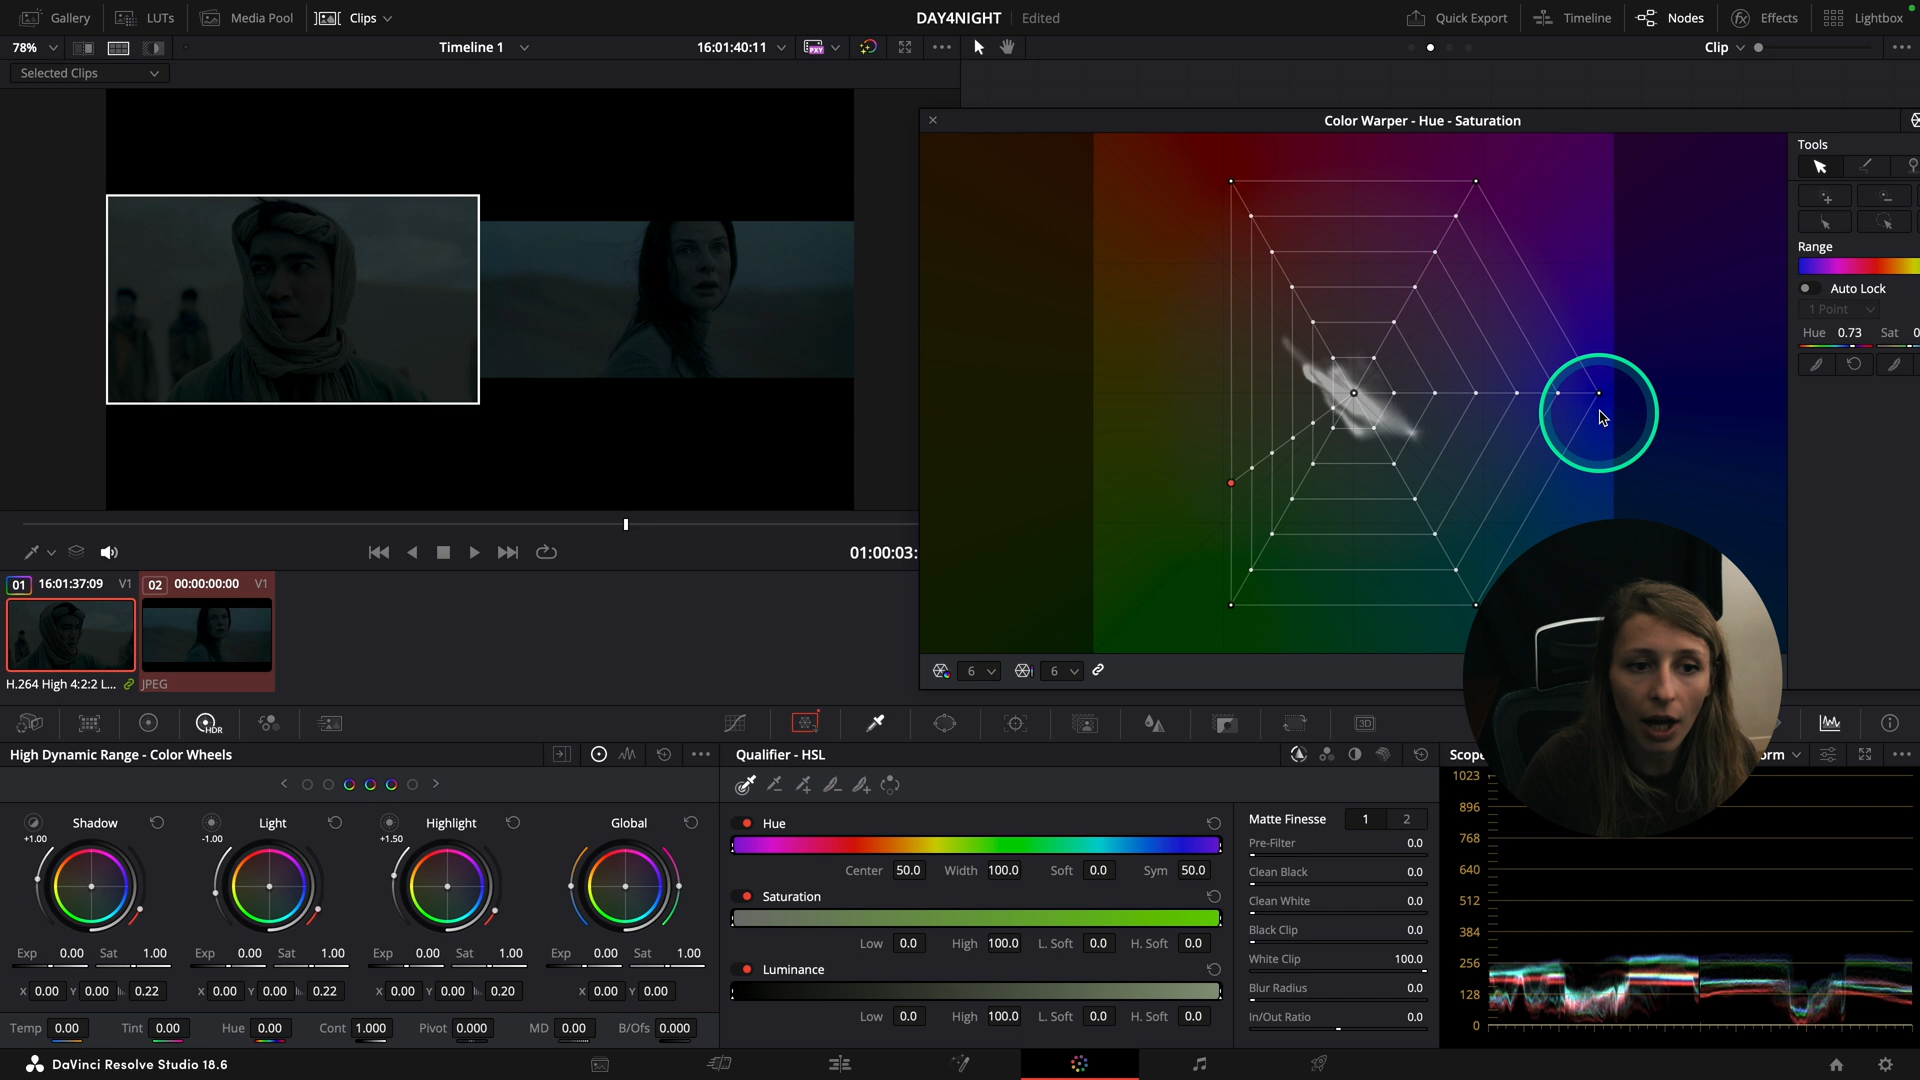 Gallery LUTs Media Pool Clips DAY4NIGHT Edited Quick Export Timeline Nodes Effects Lightbox
78% Timeline 1 16:01:40:11 PXY Clip
Selected Clips
Color Warper - Hue - Saturation
Tools
Range
Auto Lock
1 Point
Hue 0.73 Sat
01:00:03:
6 6
01 16:01:37:09 V1 02 00:00:00:00 V1
H.264 High 4:2:2 L... JPEG
HDR 3D
High Dynamic Range - Color Wheels Qualifier - HSL
Shadow Light Highlight Global
+1.00 -1.00 +1.50
Exp 0.00 Sat 1.00 Exp 0.00 Sat 1.00 Exp 0.00 Sat 1.00 Exp 0.00 Sat 1.00
X 0.00 Y 0.00 0.22 X 0.00 Y 0.00 0.22 X 0.00 Y 0.00 0.20 X 0.00 Y 0.00
Temp 0.00 Tint 0.00 Hue 0.00 Cont 1.000 Pivot 0.000 MD 0.00 B/Ofs 0.000
Hue
Center 50.0 Width 100.0 Soft 0.0 Sym 50.0
Saturation
Low 0.0 High 100.0 L. Soft 0.0 H. Soft 0.0
Luminance
Low 0.0 High 100.0 L. Soft 0.0 H. Soft 0.0
Matte Finesse 1 2
Pre-Filter 0.0
Clean Black 0.0
Clean White 0.0
Black Clip 0.0
White Clip 100.0
Blur Radius 0.0
In/Out Ratio 0.0
Scope rm
1023
896
768
640
512
384
256
128
0
DaVinci Resolve Studio 18.6